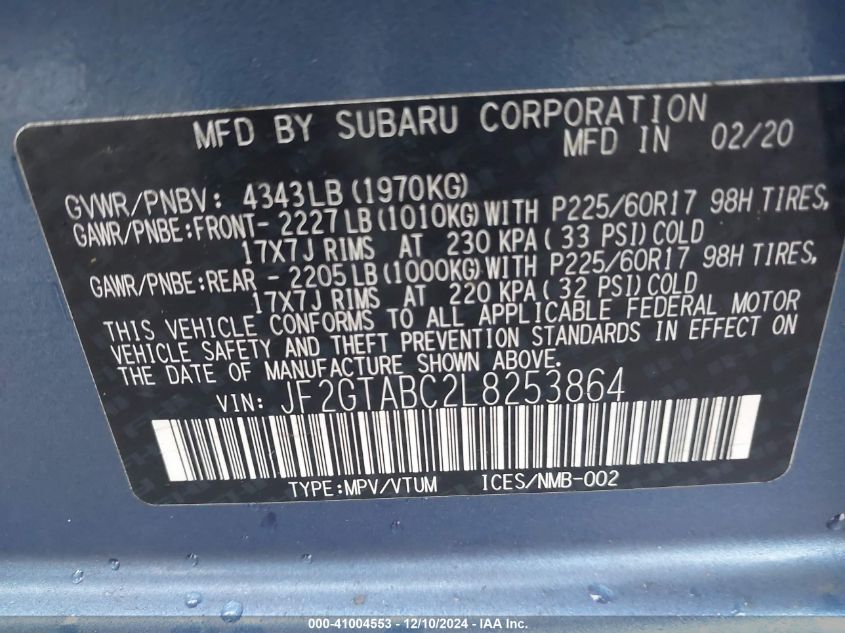 MFD BY SUBARU CORPORATION
MFD IN 02/20
GVWR/PNBV: 4343LB (1970KG)
GAWR/PNBE:FRONT- 2227 LB (1010KG) WITH P225/60R17 98H TIRES,
17X7J RIMS AT 230 KPA ( 33 PSI) COLD
GAWR/PNBE:REAR - 2205 LB (1000KG) WITH P225/60R17 98H TIRES,
17X7J RIMS AT 220 KPA ( 32 PSI) COLD
THIS VEHICLE CONFORMS TO ALL APPLICABLE FEDERAL MOTOR
VEHICLE SAFETY AND THEFT PREVENTION STANDARDS IN EFFECT ON
THE DATE OF MANUFACTURE SHOWN ABOVE.
VIN: JF2GTABC2L8253864
TYPE:MPV/VTUM ICES/NMB-002
000-41004553 - 12/10/2024 - IAA Inc.